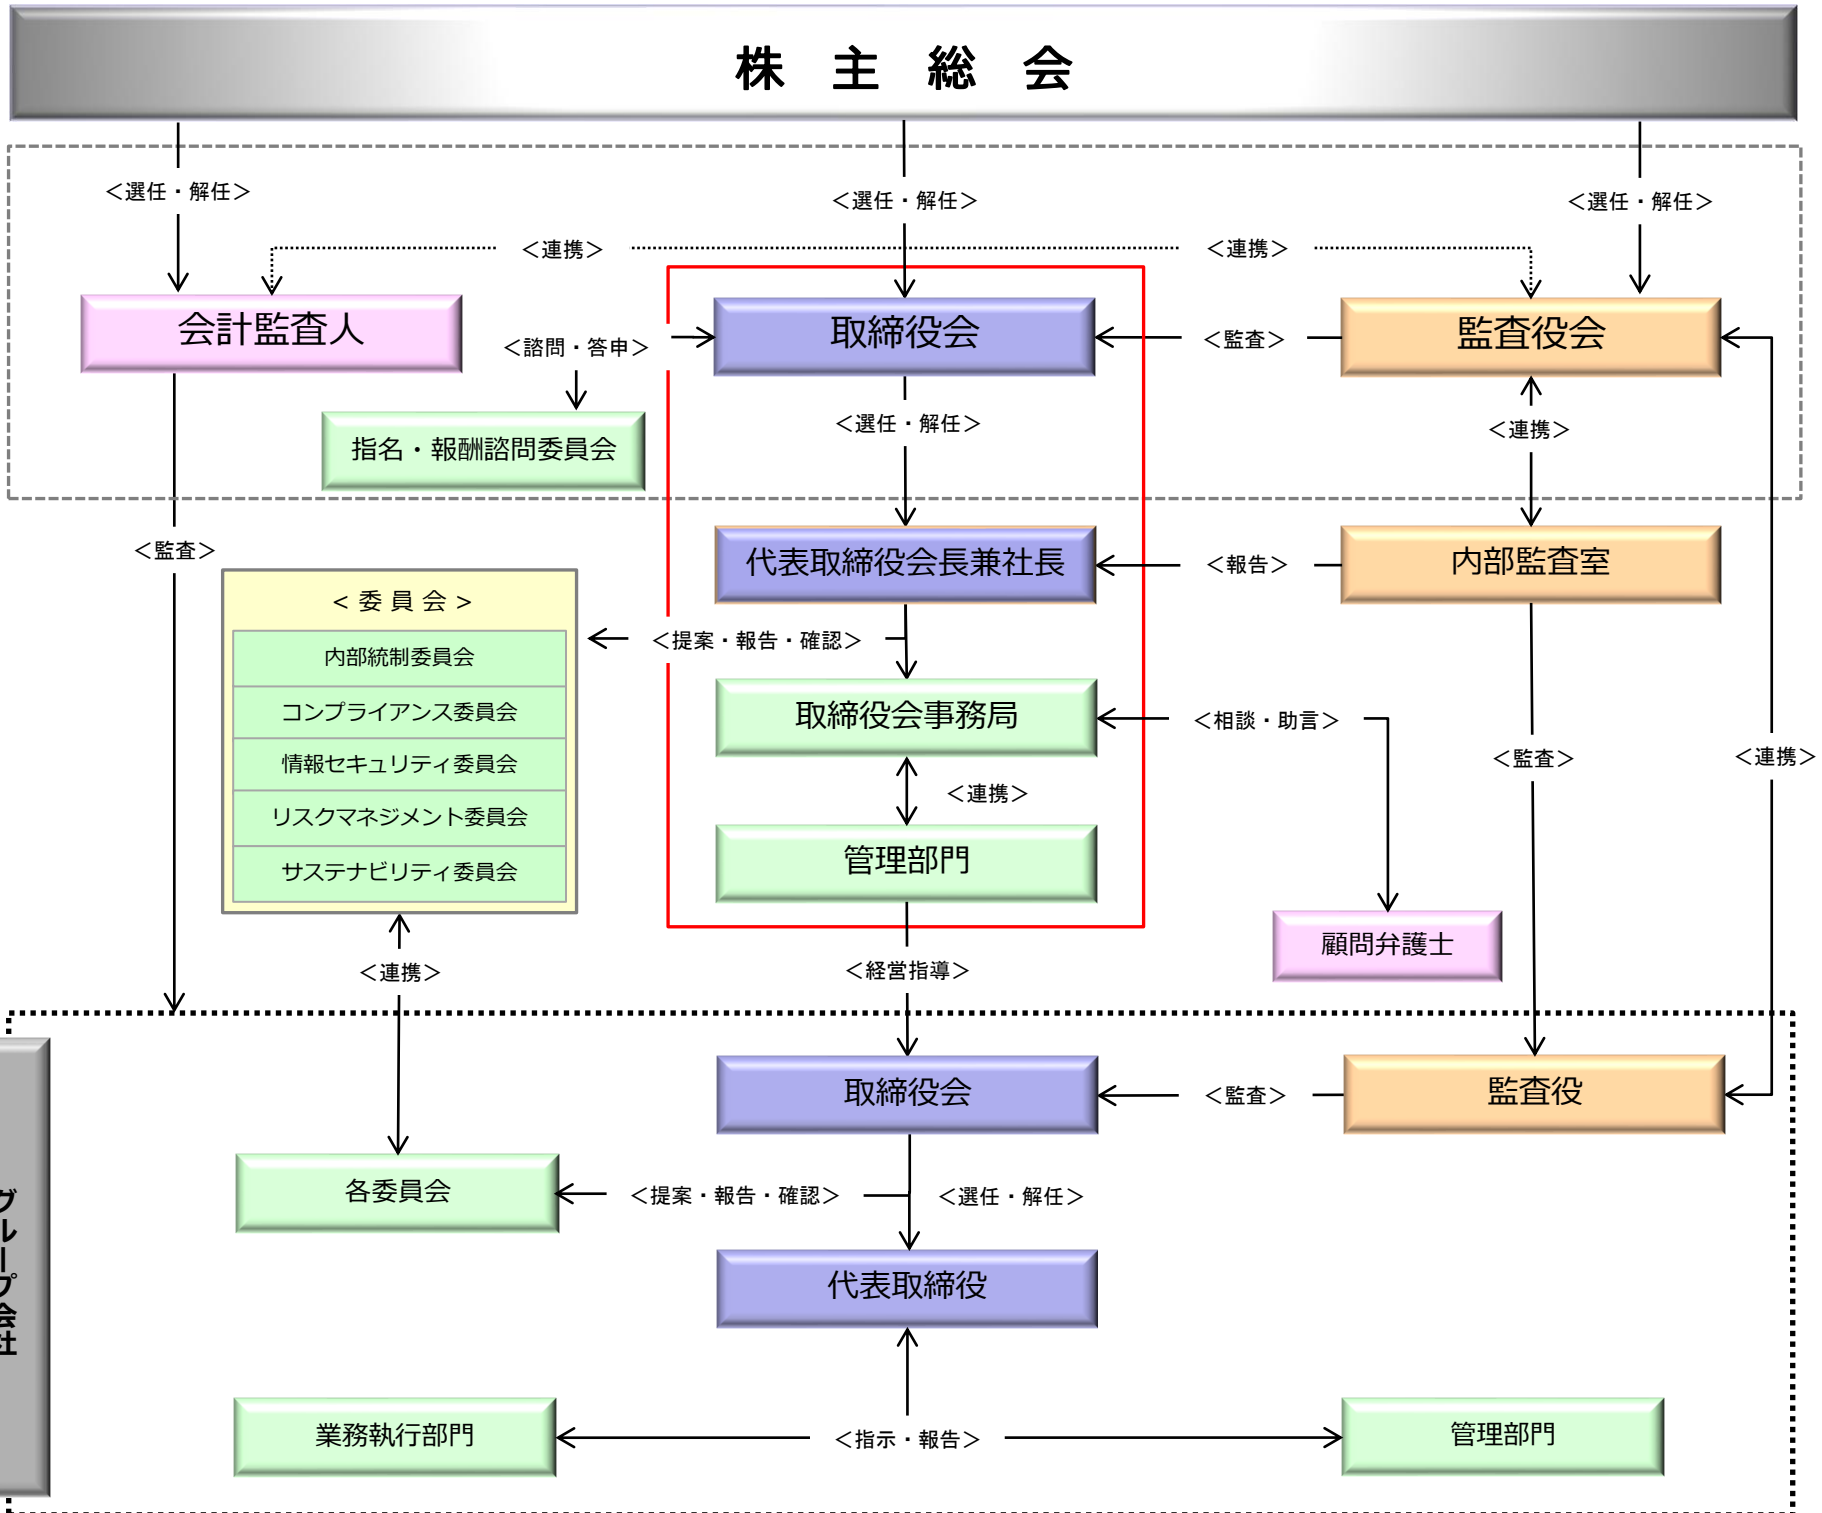 株 主 総 会
＜選任・解任＞
＜選任・解任＞
＜選任・解任＞
＜連携＞
＜連携＞
会計監査人
取締役会
監査役会
＜諮問・答申＞
＜監査＞
指名・報酬諮問委員会
＜選任・解任＞
＜連携＞
＜監査＞
代表取締役会長兼社長
＜報告＞
内部監査室
＜委員会＞
内部統制委員会
コンプライアンス委員会
情報セキュリティ委員会
リスクマネジメント委員会
サステナビリティ委員会
＜提案・報告・確認＞
取締役会事務局
＜相談・助言＞
＜監査＞
＜連携＞
＜連携＞
管理部門
顧問弁護士
＜連携＞
＜経営指導＞
グループ会社
取締役会
＜監査＞
監査役
各委員会
＜提案・報告・確認＞
＜選任・解任＞
代表取締役
業務執行部門
＜指示・報告＞
管理部門